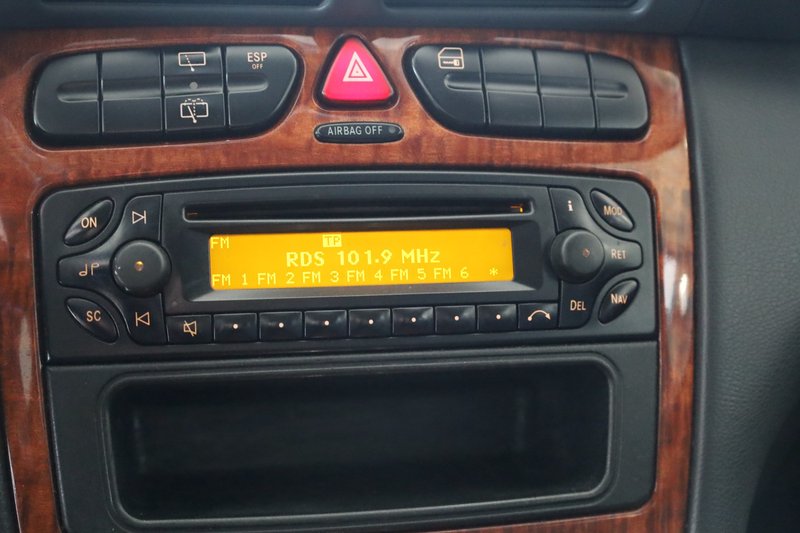 ESP
OFF
AIRBAG OFF
ON
i
MOD
FM
TP
RDS 101.9 MHz
FM 1 FM 2 FM 3 FM 4 FM 5 FM 6 *
RET
SC
DEL
NAV